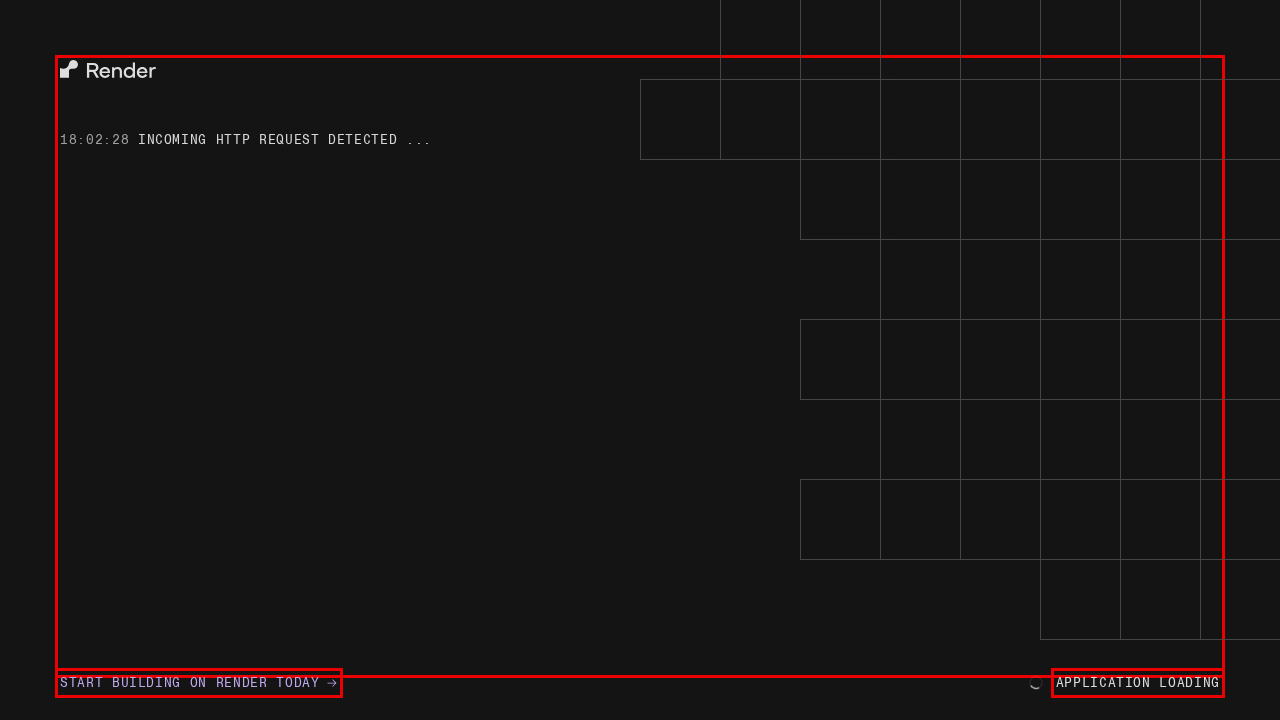 Render
18:02:28 INCOMING HTTP REQUEST DETECTED ...
START BUILDING ON RENDER TODAY →
APPLICATION LOADING